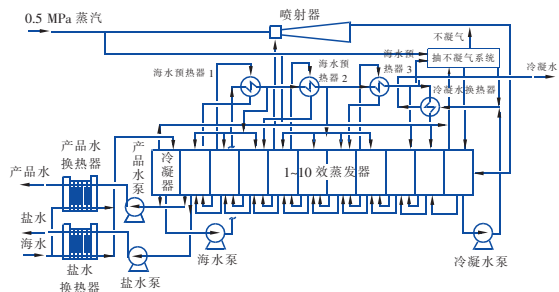 0.5 MPa 蒸汽
喷射器
不凝气
抽不凝气系统
海水预热器 1
海水预
热器 2
海水预
热器 3
冷凝水换热器
冷凝水
产品水
换热器
产品水
产品水泵
冷凝器
1~10 效蒸发器
盐水
海水
盐水
换热器
盐水泵
海水泵
冷凝水泵